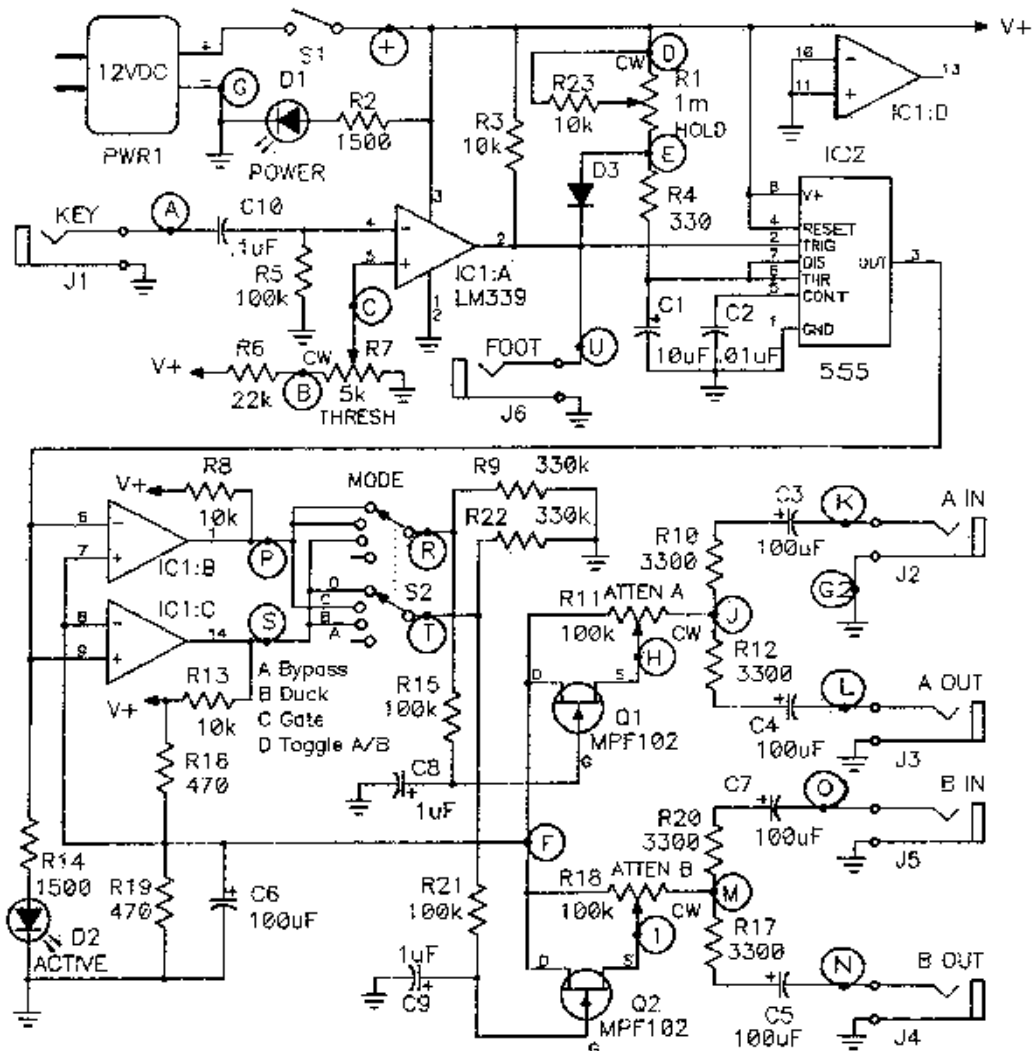 12VDC
PWR1
+
-
S1
+
G
D1
POWER
R2
1500
R3
10k
CW
D
R23
10k
R1
1m
HOLD
E
D3
R4
330
V+
10
11
13
IC1:D
IC2
8
V+
4
RESET
2
TRIG
7
DIS
6
THR
5
CONT
1
GND
OUT
3
555
KEY
J1
A
C10
.1uF
R5
100k
4
5
3
2
1
2
IC1:A
LM339
C
V+
R6
22k
B
CW
R7
5k
THRESH
FOOT
J6
U
C1
10uF
C2
.01uF
V+
R8
10k
6
7
1
IC1:B
P
8
9
14
IC1:C
S
MODE
D
C
B
A
S2
R
T
R9
330k
R22
330k
A Bypass
B Duck
C Gate
D Toggle A/B
V+
R13
10k
R16
470
R15
100k
C8
1uF
R11
ATTEN A
100k
CW
H
D
S
G
Q1
MPF102
R10
3300
J
R12
3300
C3
100uF
K
A IN
J2
G2
C4
100uF
L
A OUT
J3
C7
100uF
O
B IN
J5
R20
3300
M
R17
3300
F
R18
ATTEN B
100k
CW
I
R14
1500
D2
ACTIVE
R19
470
C6
100uF
R21
100k
1uF
C9
D
S
G
Q2
MPF102
C5
100uF
N
B OUT
J4